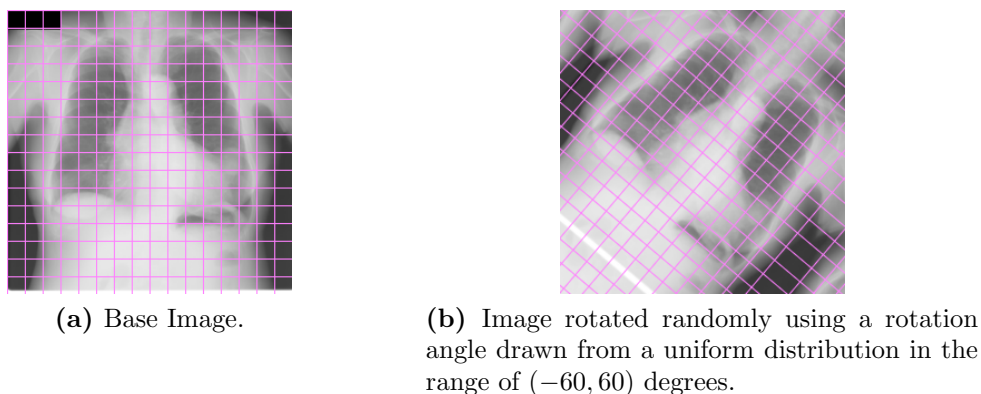 (a) Base Image.
(b) Image rotated randomly using a rotation
angle drawn from a uniform distribution in the
range of (−60, 60) degrees.